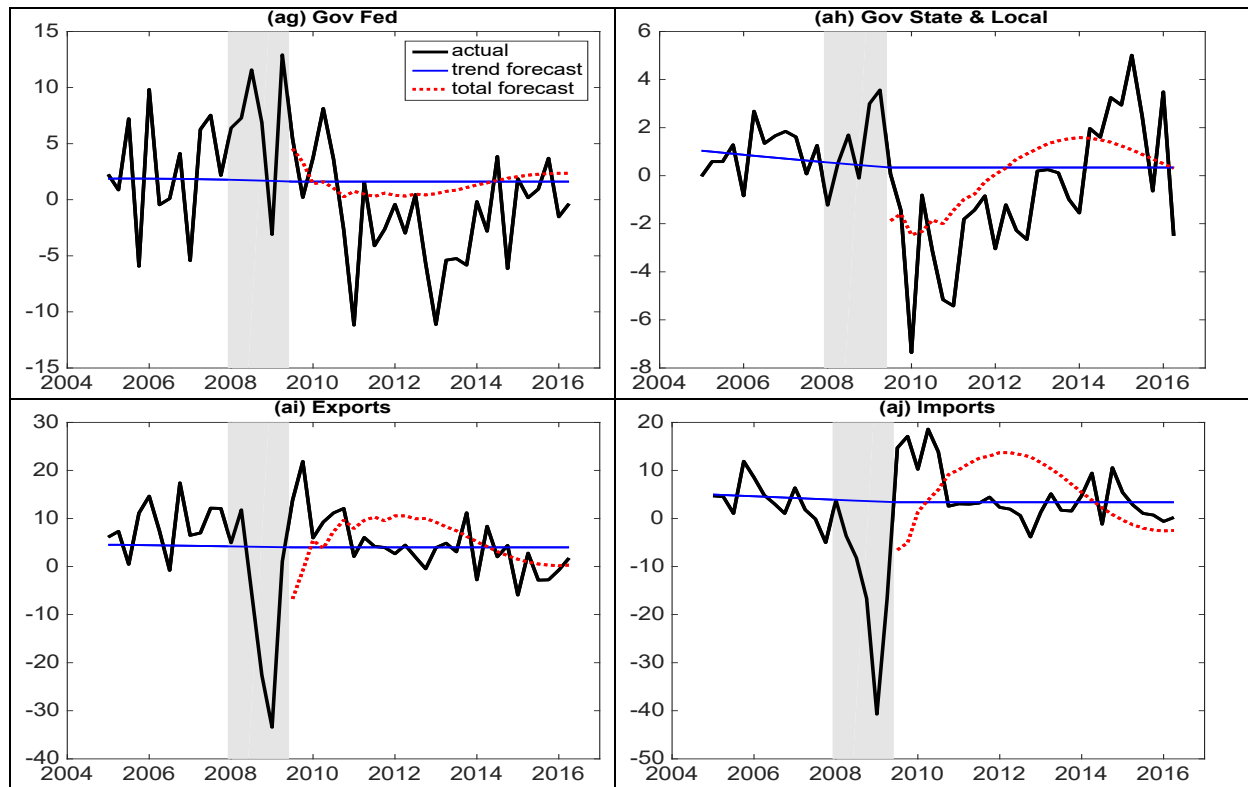 (ag) Gov Fed
15
10
5
0
-5
-10
-15
2004 2006 2008 2010 2012 2014 2016
actual
trend forecast
total forecast
(ah) Gov State & Local
6
4
2
0
-2
-4
-6
-8
2004 2006 2008 2010 2012 2014 2016
(ai) Exports
30
20
10
0
-10
-20
-30
-40
2004 2006 2008 2010 2012 2014 2016
(aj) Imports
20
10
0
-10
-20
-30
-40
-50
2004 2006 2008 2010 2012 2014 2016